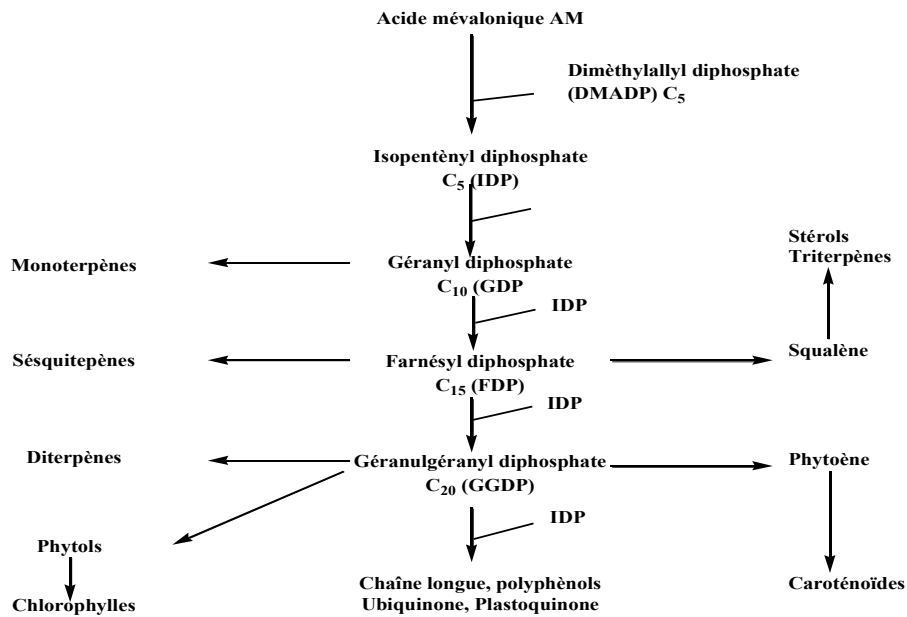 Acide mévalonique AM
Dimèthylallyl diphosphate
(DMADP) C5
Isopentènyl diphosphate
C5 (IDP)
Monoterpènes
Géranyl diphosphate
C10 (GDP
Stérols
Triterpènes
IDP
Sésquitepènes
Farnésyl diphosphate
C15 (FDP)
Squalène
IDP
Diterpènes
Géranulgéranyl diphosphate
C20 (GGDP)
Phytoène
IDP
Phytols
Chlorophylles
Chaîne longue, polyphènols
Ubiquinone, Plastoquinone
Caroténoïdes